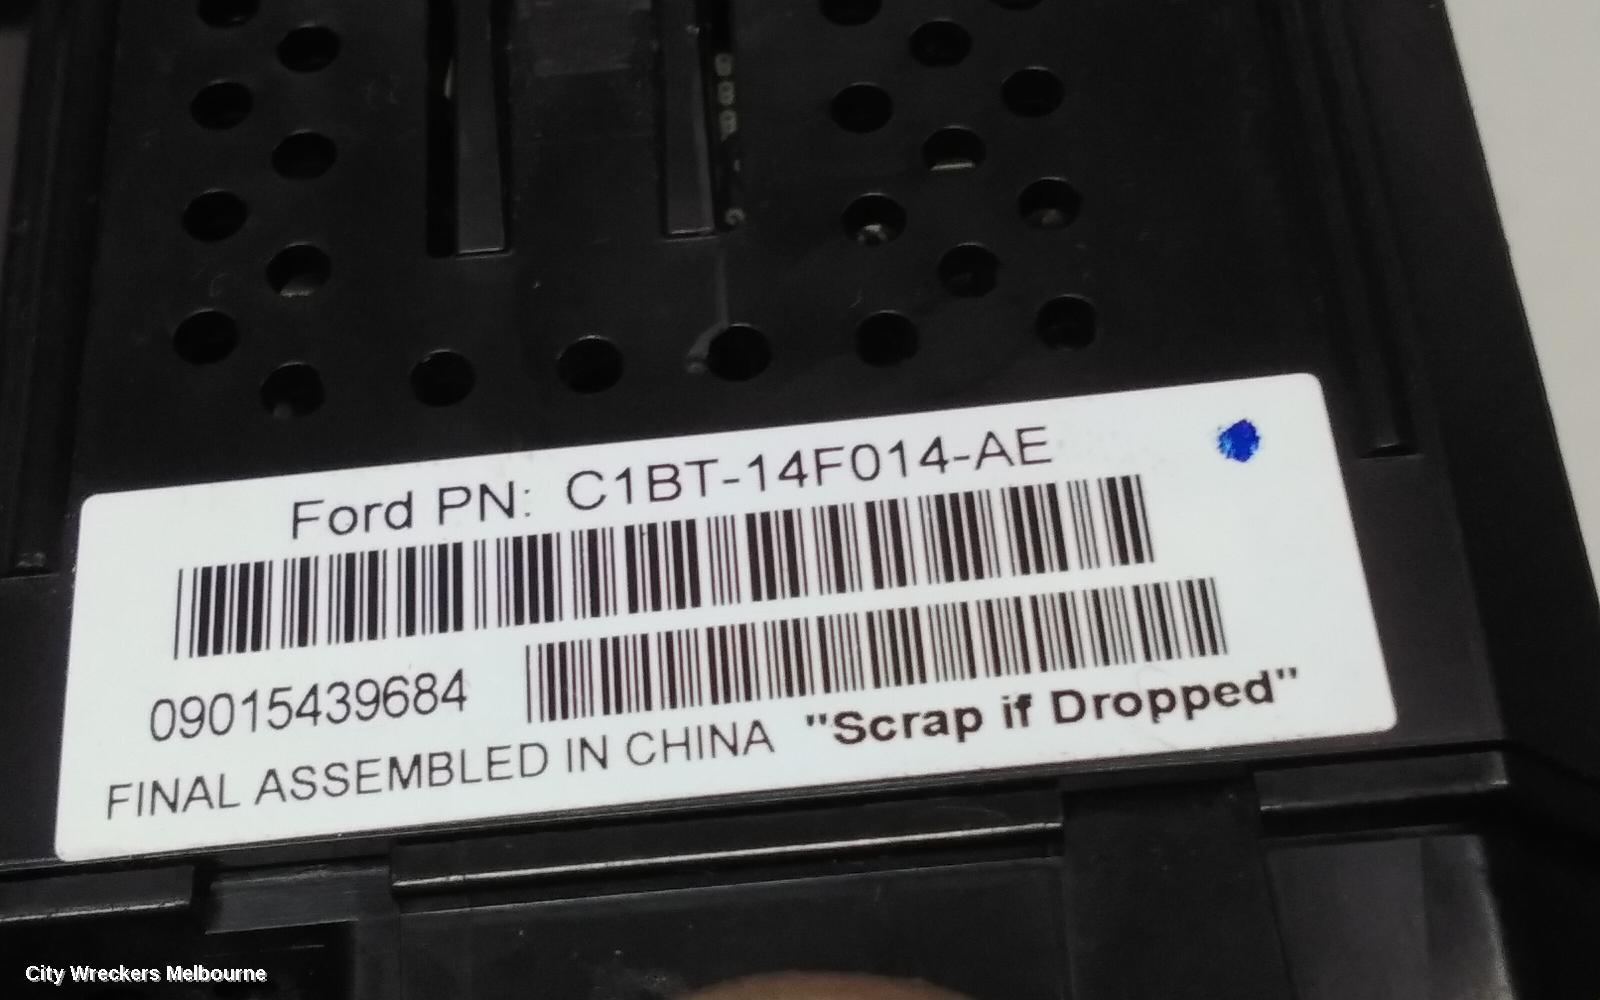 Ford PN: C1BT-14F014-AE
09015439684
FINAL ASSEMBLED IN CHINA "Scrap if Dropped"
City Wreckers Melbourne